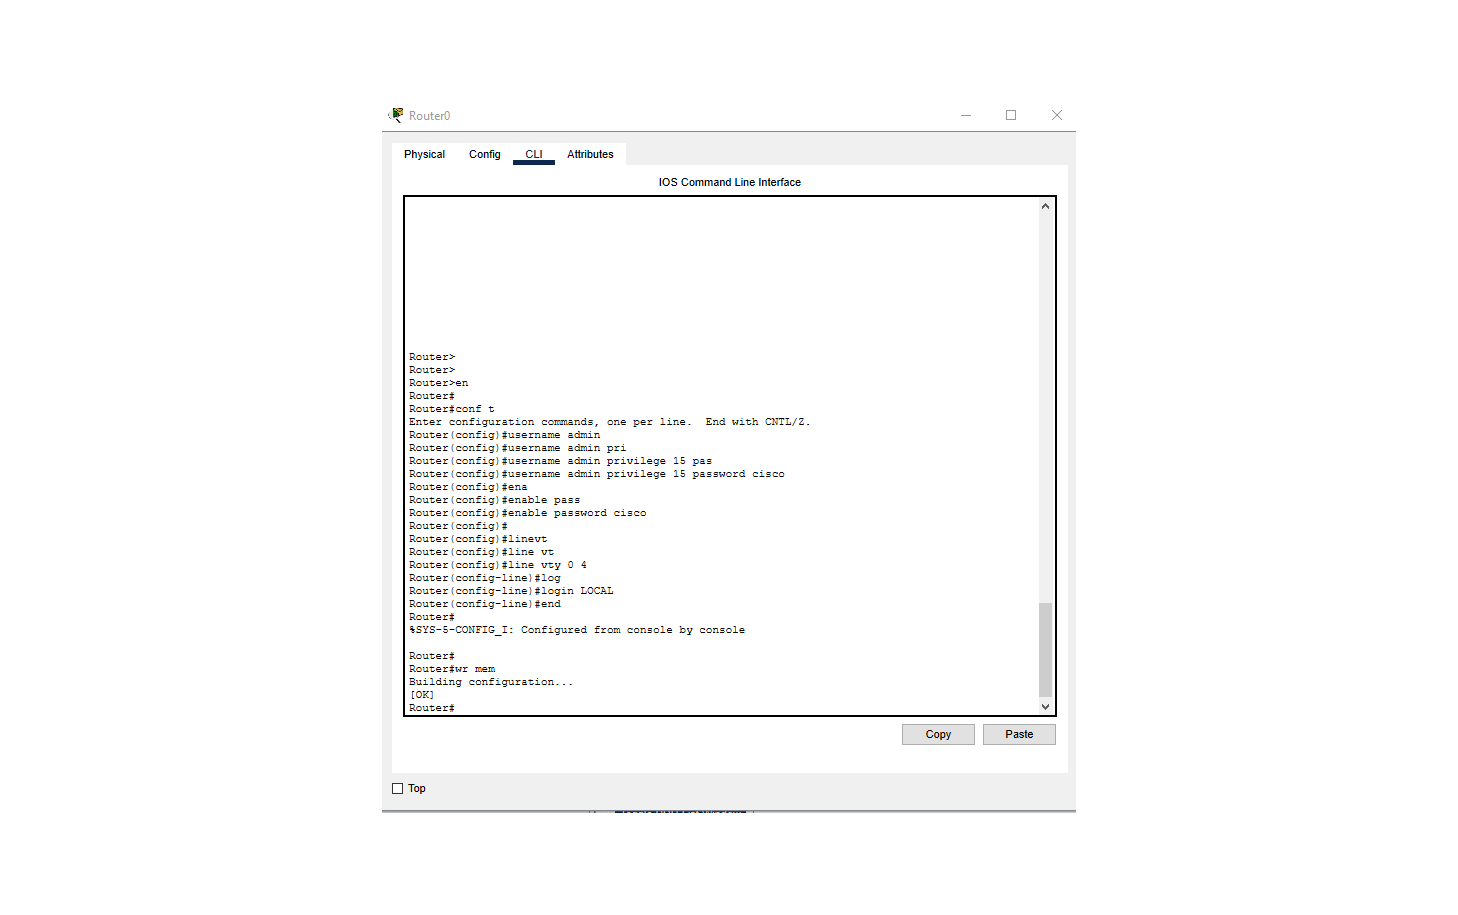 Router0
Physical Config CLI Attributes
IOS Command Line Interface
Router>
Router>
Router>en
Router#
Router#conf t
Enter configuration commands, one per line.  End with CNTL/Z.
Router(config)#username admin
Router(config)#username admin pri
Router(config)#username admin privilege 15 pas
Router(config)#username admin privilege 15 password cisco
Router(config)#ena
Router(config)#enable pass
Router(config)#enable password cisco
Router(config)#
Router(config)#linevt
Router(config)#line vt
Router(config)#line vty 0 4
Router(config-line)#log
Router(config-line)#login LOCAL
Router(config-line)#end
Router#
%SYS-5-CONFIG_I: Configured from console by console
Router#
Router#wr mem
Building configuration...
[OK]
Router#
Copy Paste
Top